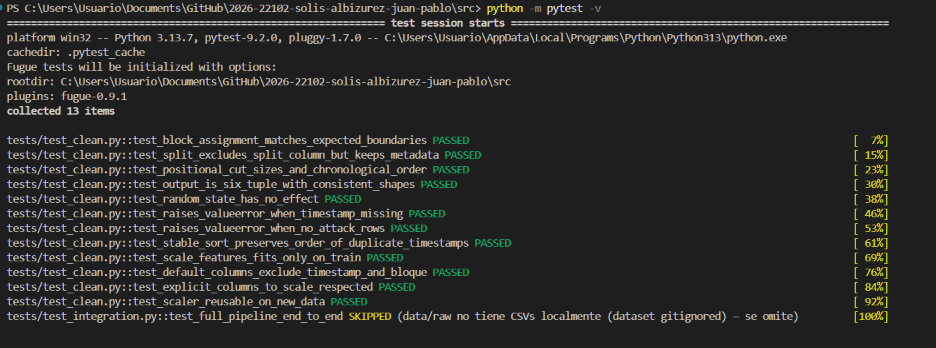 PS C:\Users\Usuario\Documents\GitHub\2026-22102-solis-albizurez-juan-pablo\src> python -m pytest -v
============================================================ test session starts ============================================================
platform win32 -- Python 3.13.7, pytest-9.2.0, pluggy-1.7.0 -- C:\Users\Usuario\AppData\Local\Programs\Python\Python313\python.exe
cachedir: .pytest_cache
Fugue tests will be initialized with options:
rootdir: C:\Users\Usuario\Documents\GitHub\2026-22102-solis-albizurez-juan-pablo\src
plugins: fugue-0.9.1
collected 13 items
tests/test_clean.py::test_block_assignment_matches_expected_boundaries PASSED [ 7%]
tests/test_clean.py::test_split_excludes_split_column_but_keeps_metadata PASSED [ 15%]
tests/test_clean.py::test_positional_cut_sizes_and_chronological_order PASSED [ 23%]
tests/test_clean.py::test_output_is_six_tuple_with_consistent_shapes PASSED [ 30%]
tests/test_clean.py::test_random_state_has_no_effect PASSED [ 38%]
tests/test_clean.py::test_raises_valueerror_when_timestamp_missing PASSED [ 46%]
tests/test_clean.py::test_raises_valueerror_when_no_attack_rows PASSED [ 53%]
tests/test_clean.py::test_stable_sort_preserves_order_of_duplicate_timestamps PASSED [ 61%]
tests/test_clean.py::test_scale_features_fits_only_on_train PASSED [ 69%]
tests/test_clean.py::test_default_columns_exclude_timestamp_and_bloque PASSED [ 76%]
tests/test_clean.py::test_explicit_columns_to_scale_respected PASSED [ 84%]
tests/test_clean.py::test_scaler_reusable_on_new_data PASSED [ 92%]
tests/test_integration.py::test_full_pipeline_end_to_end SKIPPED (data/raw no tiene CSVs localmente (dataset gitignored) — se omite) [100%]